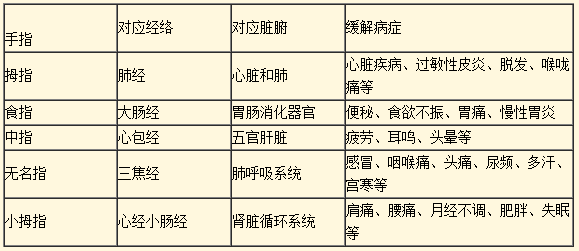 手指 对应经络 对应脏腑 缓解病症
拇指 肺经 心脏和肺 心脏疾病、过敏性皮炎、脱发、喉咙
痛等
食指 大肠经 胃肠消化器官 便秘、食欲不振、胃痛、慢性胃炎
中指 心包经 五官肝脏 疲劳、耳鸣、头晕等
无名指 三焦经 肺呼吸系统 感冒、咽喉痛、头痛、尿频、多汗、
宫寒等
小拇指 心经小肠经 肾脏循环系统 肩痛、腰痛、月经不调、肥胖、失眠
等